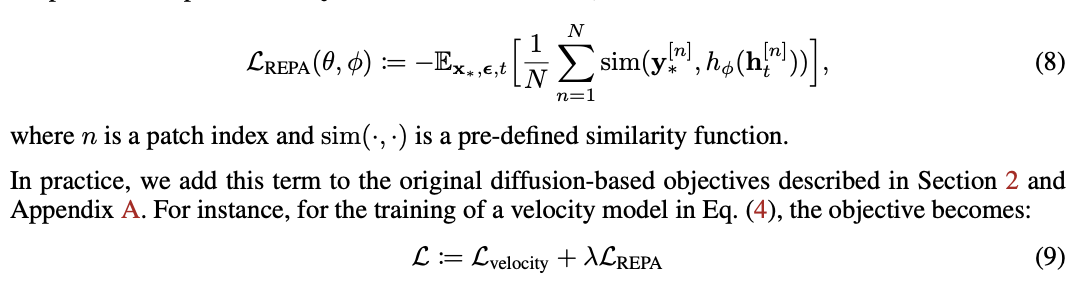 $$\mathcal{L}_{\text{REPA}}(\theta, \phi) := -\mathbb{E}_{\mathbf{x}_*, \boldsymbol{\epsilon}, t}\left[\frac{1}{N}\sum_{n=1}^{N} \text{sim}(\mathbf{y}_*^{[n]}, h_\phi(\mathbf{h}_t^{[n]}))\right], \quad (8)$$
where $n$ is a patch index and $\text{sim}(\cdot, \cdot)$ is a pre-defined similarity function.
In practice, we add this term to the original diffusion-based objectives described in Section 2 and
Appendix A. For instance, for the training of a velocity model in Eq. (4), the objective becomes:
$$\mathcal{L} := \mathcal{L}_{\text{velocity}} + \lambda\mathcal{L}_{\text{REPA}} \quad (9)$$